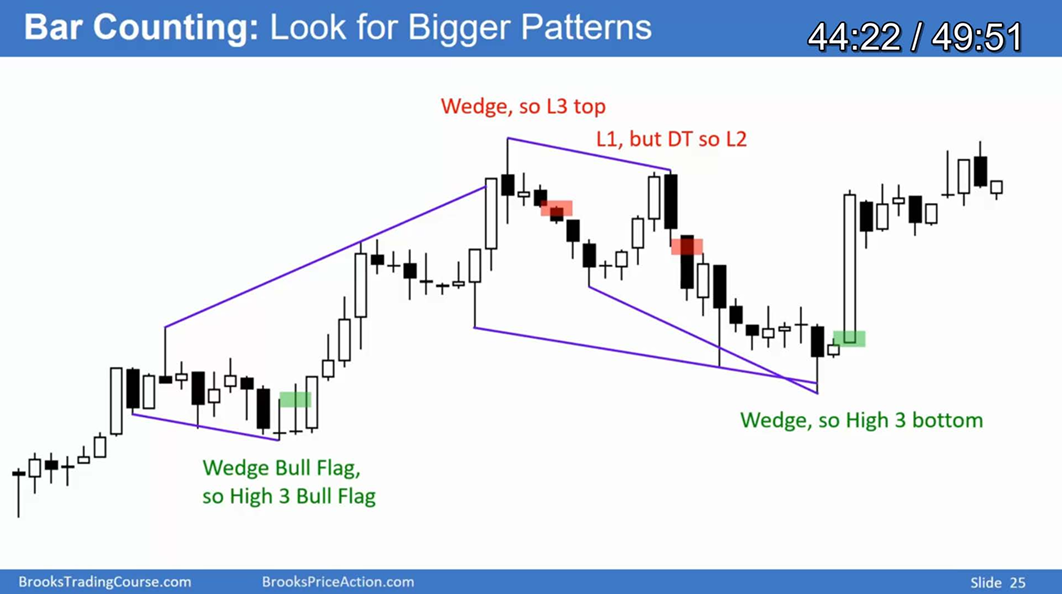 Bar Counting: Look for Bigger Patterns
44:22 / 49:51
Wedge, so L3 top
L1, but DT so L2
Wedge, so High 3 bottom
Wedge Bull Flag,
so High 3 Bull Flag
BrooksTradingCourse.com
BrooksPriceAction.com
Slide 25